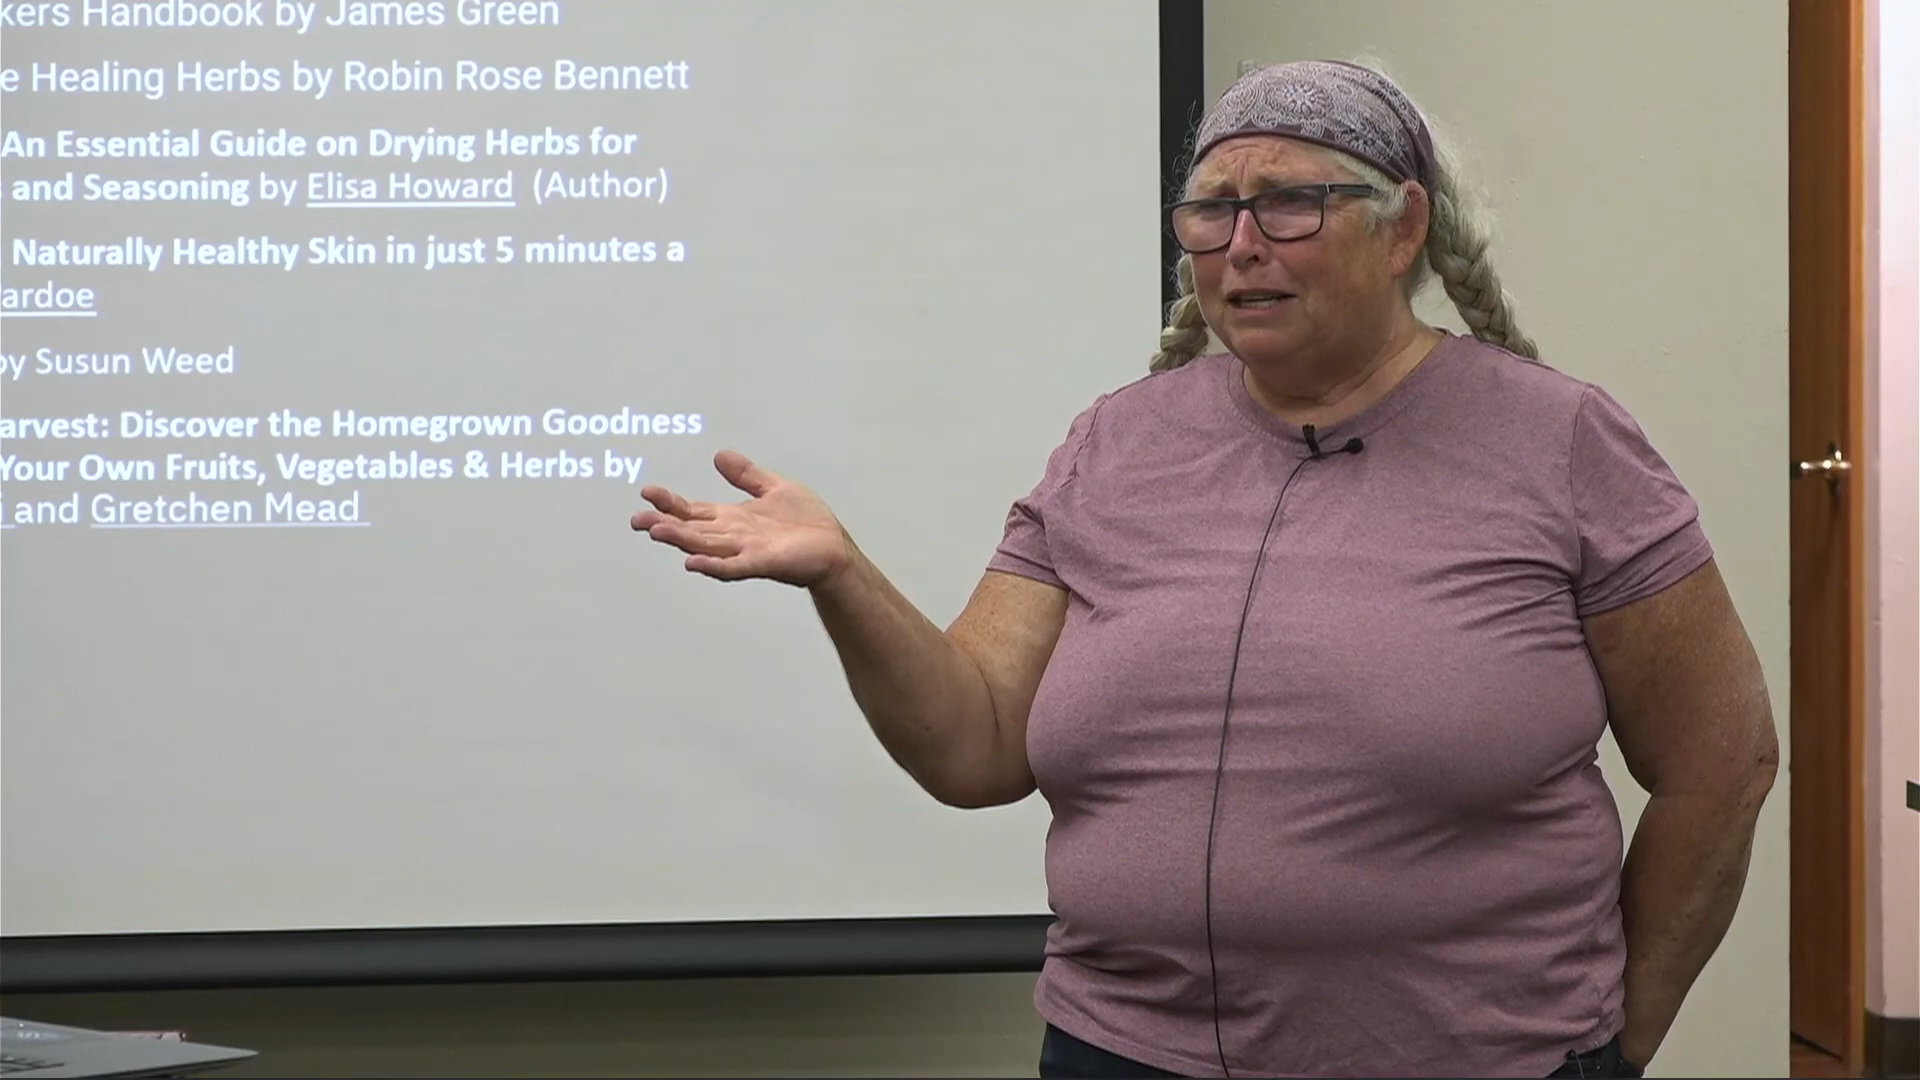 kers Handbook by James Green
e Healing Herbs by Robin Rose Bennett
An Essential Guide on Drying Herbs for
and Seasoning by Elisa Howard (Author)
Naturally Healthy Skin in just 5 minutes a
ardoe
by Susun Weed
arvest: Discover the Homegrown Goodness
Your Own Fruits, Vegetables & Herbs by
i and Gretchen Mead